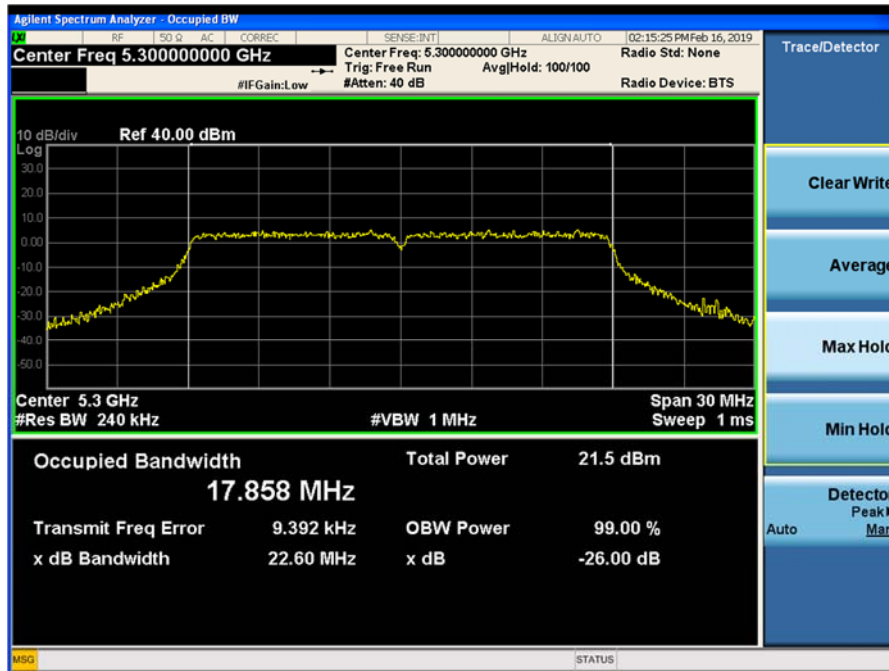 Agilent Spectrum Analyzer - Occupied BW
LXI RF 50 Ω AC CORREC SENSE:INT ALIGN AUTO 02:15:25 PM Feb 16, 2019
Center Freq 5.300000000 GHz
Center Freq: 5.300000000 GHz
Radio Std: None
Trig: Free Run Avg|Hold: 100/100
#IFGain:Low
#Atten: 40 dB
Radio Device: BTS
Trace/Detector
10 dB/div Ref 40.00 dBm
Log
30.0
20.0
10.0
0.00
-10.0
-20.0
-30.0
-40.0
-50.0
Center 5.3 GHz Span 30 MHz
#Res BW 240 kHz #VBW 1 MHz Sweep 1 ms
Occupied Bandwidth Total Power 21.5 dBm
17.858 MHz
Transmit Freq Error 9.392 kHz OBW Power 99.00 %
x dB Bandwidth 22.60 MHz x dB -26.00 dB
Clear Write
Average
Max Hold
Min Hold
Detector
Peak
Auto Man
MSG STATUS